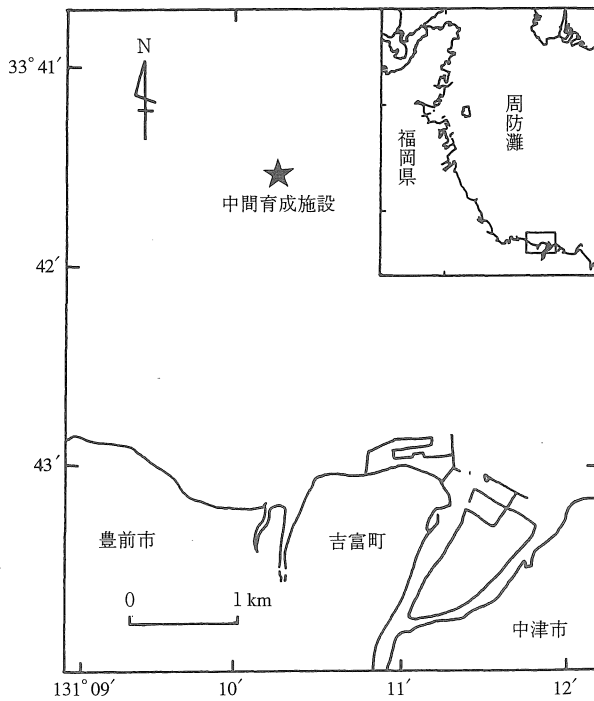 33°41′
N
周防灘
福岡県
中間育成施設
42′
43′
豊前市
吉富町
0 1 km
中津市
131°09′
10′
11′
12′